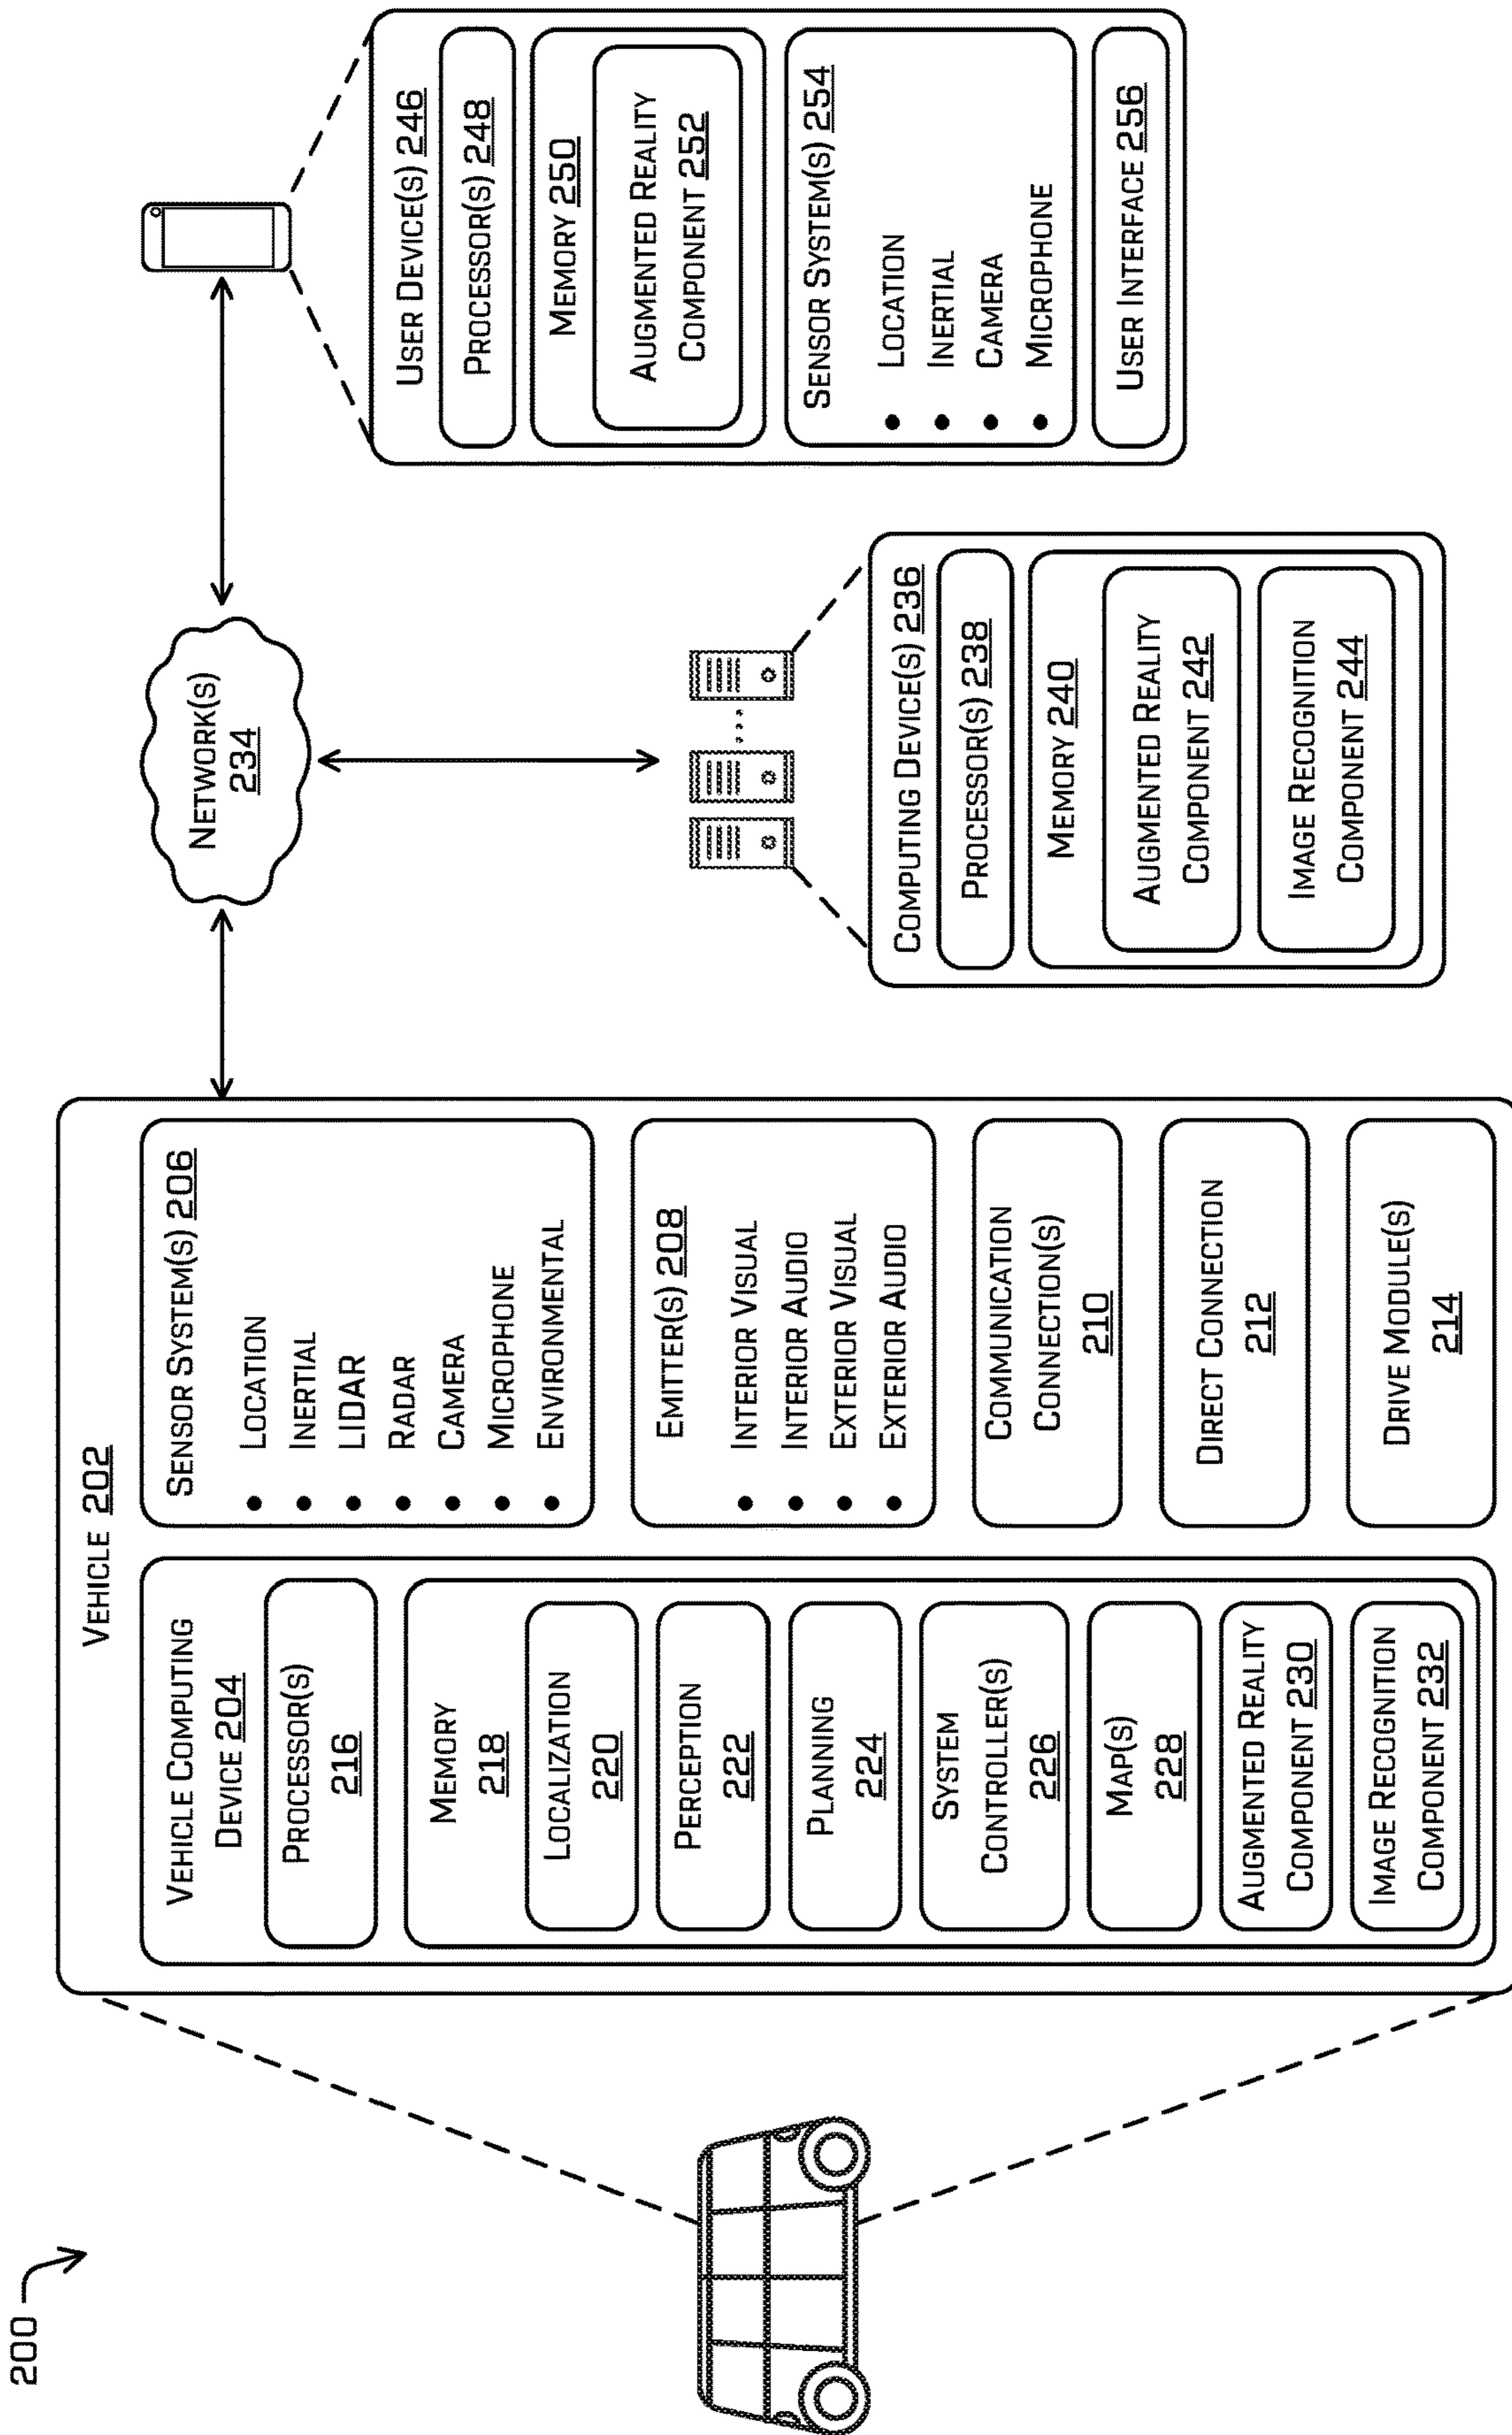 200
VEHICLE 202
VEHICLE COMPUTING
DEVICE 204
PROCESSOR(S)
216
MEMORY
218
LOCALIZATION
220
PERCEPTION
222
PLANNING
224
SYSTEM
CONTROLLER(S)
226
MAP(S)
228
AUGMENTED REALITY
COMPONENT 230
IMAGE RECOGNITION
COMPONENT 232
SENSOR SYSTEM(S) 206
• LOCATION
• INERTIAL
• LIDAR
• RADAR
• CAMERA
• MICROPHONE
• ENVIRONMENTAL
EMITTER(S) 208
• INTERIOR VISUAL
• INTERIOR AUDIO
• EXTERIOR VISUAL
• EXTERIOR AUDIO
COMMUNICATION
CONNECTION(S)
210
DIRECT CONNECTION
212
DRIVE MODULE(S)
214
NETWORK(S)
234
COMPUTING DEVICE(S) 236
PROCESSOR(S) 238
MEMORY 240
AUGMENTED REALITY
COMPONENT 242
IMAGE RECOGNITION
COMPONENT 244
USER DEVICE(S) 246
PROCESSOR(S) 248
MEMORY 250
AUGMENTED REALITY
COMPONENT 252
SENSOR SYSTEM(S) 254
• LOCATION
• INERTIAL
• CAMERA
• MICROPHONE
USER INTERFACE 256